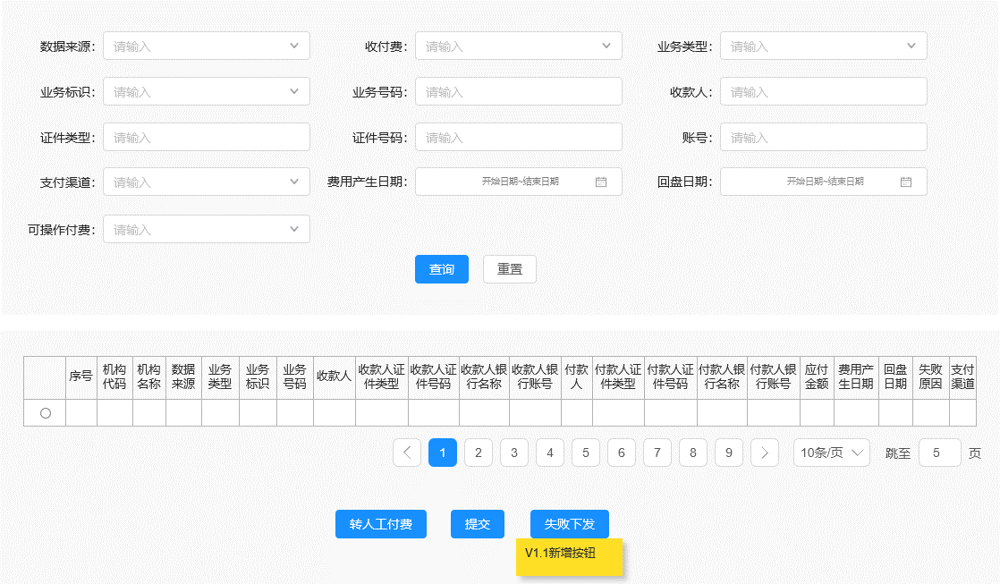 数据来源： 请输入 收付费： 请输入 业务类型： 请输入
业务标识： 请输入 业务号码： 请输入 收款人： 请输入
证件类型： 请输入 证件号码： 请输入 账号： 请输入
支付渠道： 请输入 费用产生日期： 开始日期~结束日期 回盘日期： 开始日期~结束日期
可操作付费： 请输入
查询 重置
序号 机构代码 机构名称 数据来源 业务类型 业务标识 业务号码 收款人 收款人证件类型 收款人证件号码 收款人银行名称 收款人银行账号 付款人 付款人证件类型 付款人证件号码 付款人银行名称 付款人银行账号 应付金额 费用产生日期 回盘日期 失败原因 支付渠道
1 2 3 4 5 6 7 8 9 10条/页 跳至 5 页
转人工付费 提交 失败下发
V1.1新增按钮